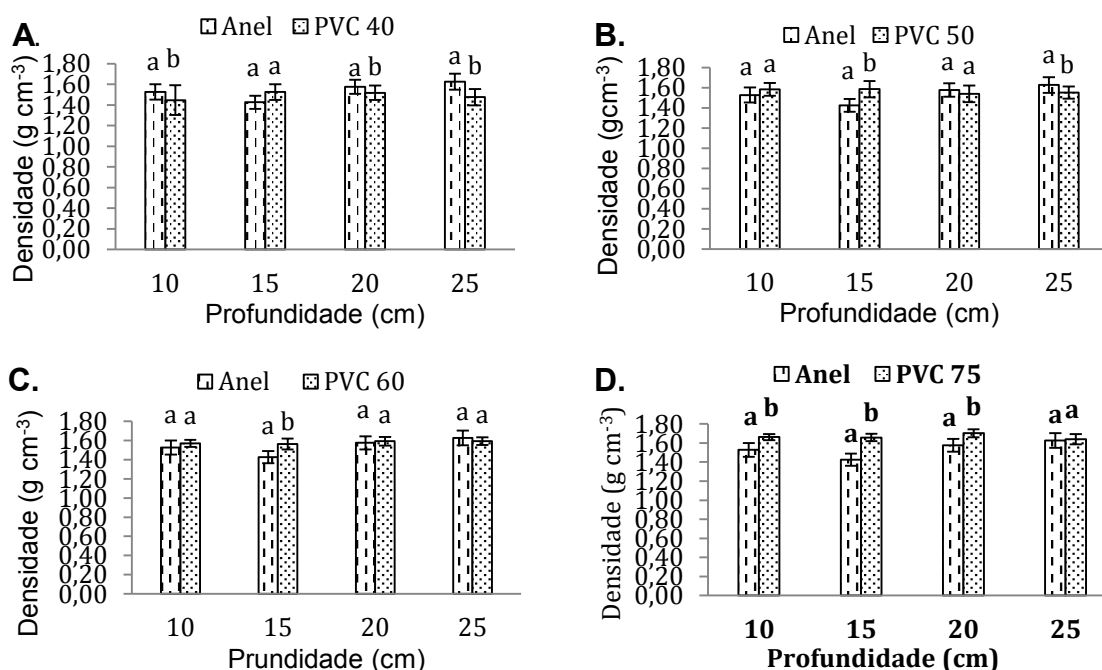 A.
Anel PVC 40
a b a a a b a b
Densidade (g cm-3)
1,80
1,60
1,40
1,20
1,00
0,80
0,60
0,40
0,20
0,00
10 15 20 25
Profundidade (cm)
B.
Anel PVC 50
a a a b a a a b
Densidade (gcm-3)
1,80
1,60
1,40
1,20
1,00
0,80
0,60
0,40
0,20
0,00
10 15 20 25
Profundidade (cm)
C.
Anel PVC 60
a a a b a a a a
Densidade (g cm-3)
1,80
1,60
1,40
1,20
1,00
0,80
0,60
0,40
0,20
0,00
10 15 20 25
Prundidade (cm)
D.
Anel PVC 75
a b a b a b a a
Densidade (g cm-3)
1,80
1,60
1,40
1,20
1,00
0,80
0,60
0,40
0,20
0,00
10 15 20 25
Profundidade (cm)